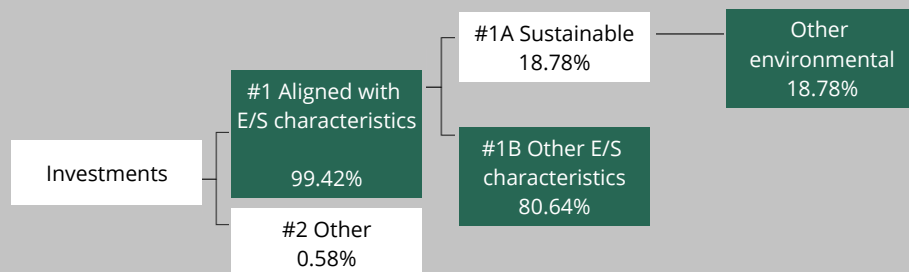 Investments
#1 Aligned with
E/S characteristics
99.42%
#2 Other
0.58%
#1A Sustainable
18.78%
#1B Other E/S
characteristics
80.64%
Other
environmental
18.78%